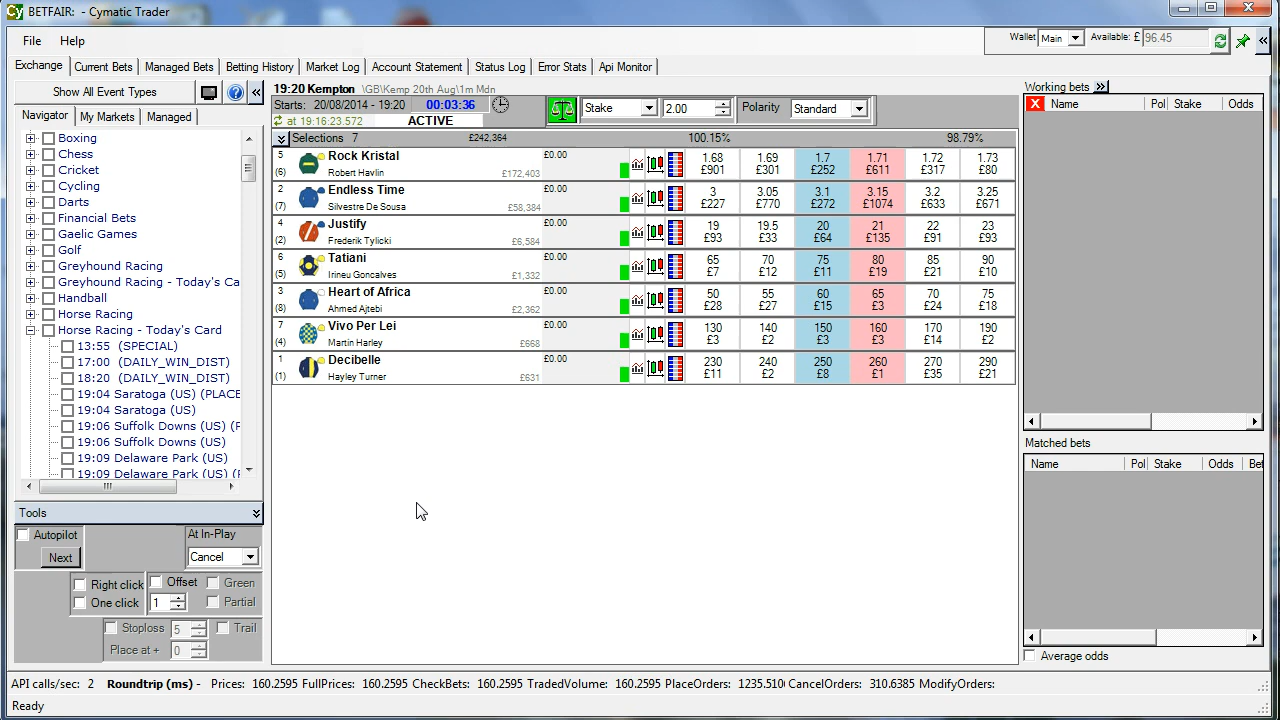 Cy BETFAIR: - Cymatic Trader
File Help
Wallet Main Available: £ 96.45
Exchange Current Bets Managed Bets Betting History Market Log Account Statement Status Log Error Stats Api Monitor
Show All Event Types
Navigator My Markets Managed
Boxing
Chess
Cricket
Cycling
Darts
Financial Bets
Gaelic Games
Golf
Greyhound Racing
Greyhound Racing - Today's Ca
Handball
Horse Racing
Horse Racing - Today's Card
13:55 (SPECIAL)
17:00 (DAILY_WIN_DIST)
18:20 (DAILY_WIN_DIST)
19:04 Saratoga (US) (PLACE
19:04 Saratoga (US)
19:06 Suffolk Downs (US) (F
19:06 Suffolk Downs (US)
19:09 Delaware Park (US)
19:09 Delaware Park (US) (F
Tools
Autopilot At In-Play
Next Cancel
Right click Offset Green
One click 1 Partial
Stoploss 5 Trail
Place at + 0
19:20 Kempton \GB\Kemp 20th Aug\1m Mdn
Starts: 20/08/2014 - 19:20 00:03:36 Stake 2.00 Polarity Standard
at 19:16:23.572 ACTIVE
Selections 7 £242,364 100.15% 98.79%
5 Rock Kristal £0.00 1.68 1.69 1.7 1.71 1.72 1.73
(6) Robert Havlin £172,403 £901 £301 £252 £611 £317 £80
2 Endless Time £0.00 3 3.05 3.1 3.15 3.2 3.25
(7) Silvestre De Sousa £58,384 £227 £770 £272 £1074 £633 £671
4 Justify £0.00 19 19.5 20 21 22 23
(2) Frederik Tylicki £6,584 £93 £33 £64 £135 £91 £93
6 Tatiani £0.00 65 70 75 80 85 90
(5) Irineu Goncalves £1,332 £7 £12 £11 £19 £21 £10
3 Heart of Africa £0.00 50 55 60 65 70 75
(8) Ahmed Ajtebi £2,362 £28 £27 £15 £3 £24 £18
7 Vivo Per Lei £0.00 130 140 150 160 170 190
(4) Martin Harley £668 £3 £2 £3 £3 £14 £2
1 Decibelle £0.00 230 240 250 260 270 290
(1) Hayley Turner £631 £11 £2 £8 £1 £35 £21
Working bets
X Name Pol Stake Odds
Matched bets
Name Pol Stake Odds Bet
Average odds
API calls/sec: 2 Roundtrip (ms) - Prices: 160.2595 FullPrices: 160.2595 CheckBets: 160.2595 TradedVolume: 160.2595 PlaceOrders: 1235.510 CancelOrders: 310.6385 ModifyOrders:
Ready